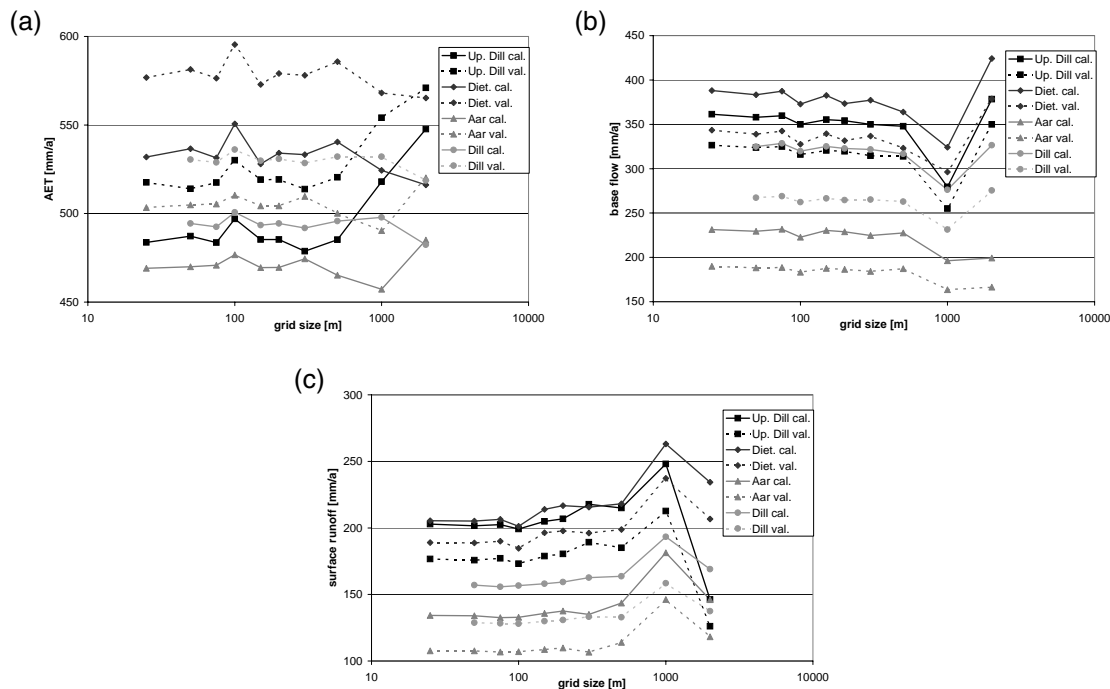 (a)
600
550
500
450
AET [mm/a]
10
100
1000
10000
grid size [m]
Up. Dill cal.
Up. Dill val.
Diet. cal.
Diet. val.
Aar cal.
Aar val.
Dill cal.
Dill val.
(b)
450
400
350
300
250
200
150
base flow [mm/a]
10
100
1000
10000
grid size [m]
Up. Dill cal.
Up. Dill val.
Diet. cal.
Diet. val.
Aar cal.
Aar val.
Dill cal.
Dill val.
(c)
300
250
200
150
100
surface runoff [mm/a]
10
100
1000
10000
grid size [m]
Up. Dill cal.
Up. Dill val.
Diet. cal.
Diet. val.
Aar cal.
Aar val.
Dill cal.
Dill val.